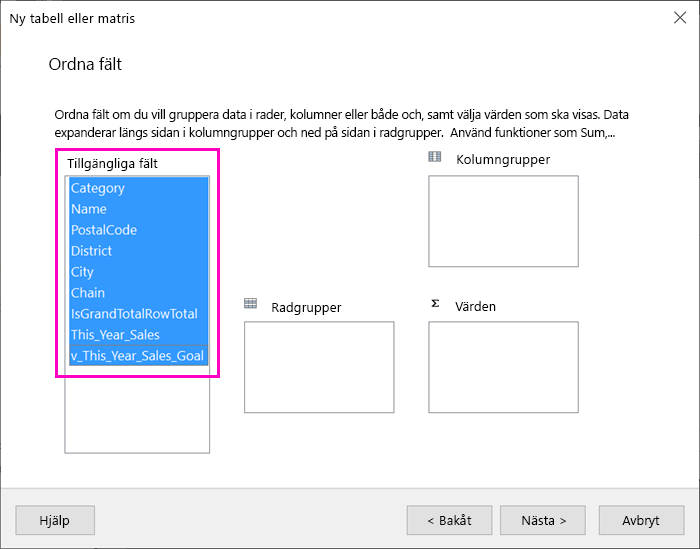 Ny tabell eller matris
Ordna fält
Ordna fält om du vill gruppera data i rader, kolumner eller både och, samt välja värden som ska visas. Data
expanderar längs sidan i kolumngrupper och ned på sidan i radgrupper. Använd funktioner som Sum,...
Tillgängliga fält
Category
Name
PostalCode
District
City
Chain
IsGrandTotalRowTotal
This_Year_Sales
v_This_Year_Sales_Goal
Kolumngrupper
Radgrupper
Σ Värden
Hjälp
< Bakåt
Nästa >
Avbryt